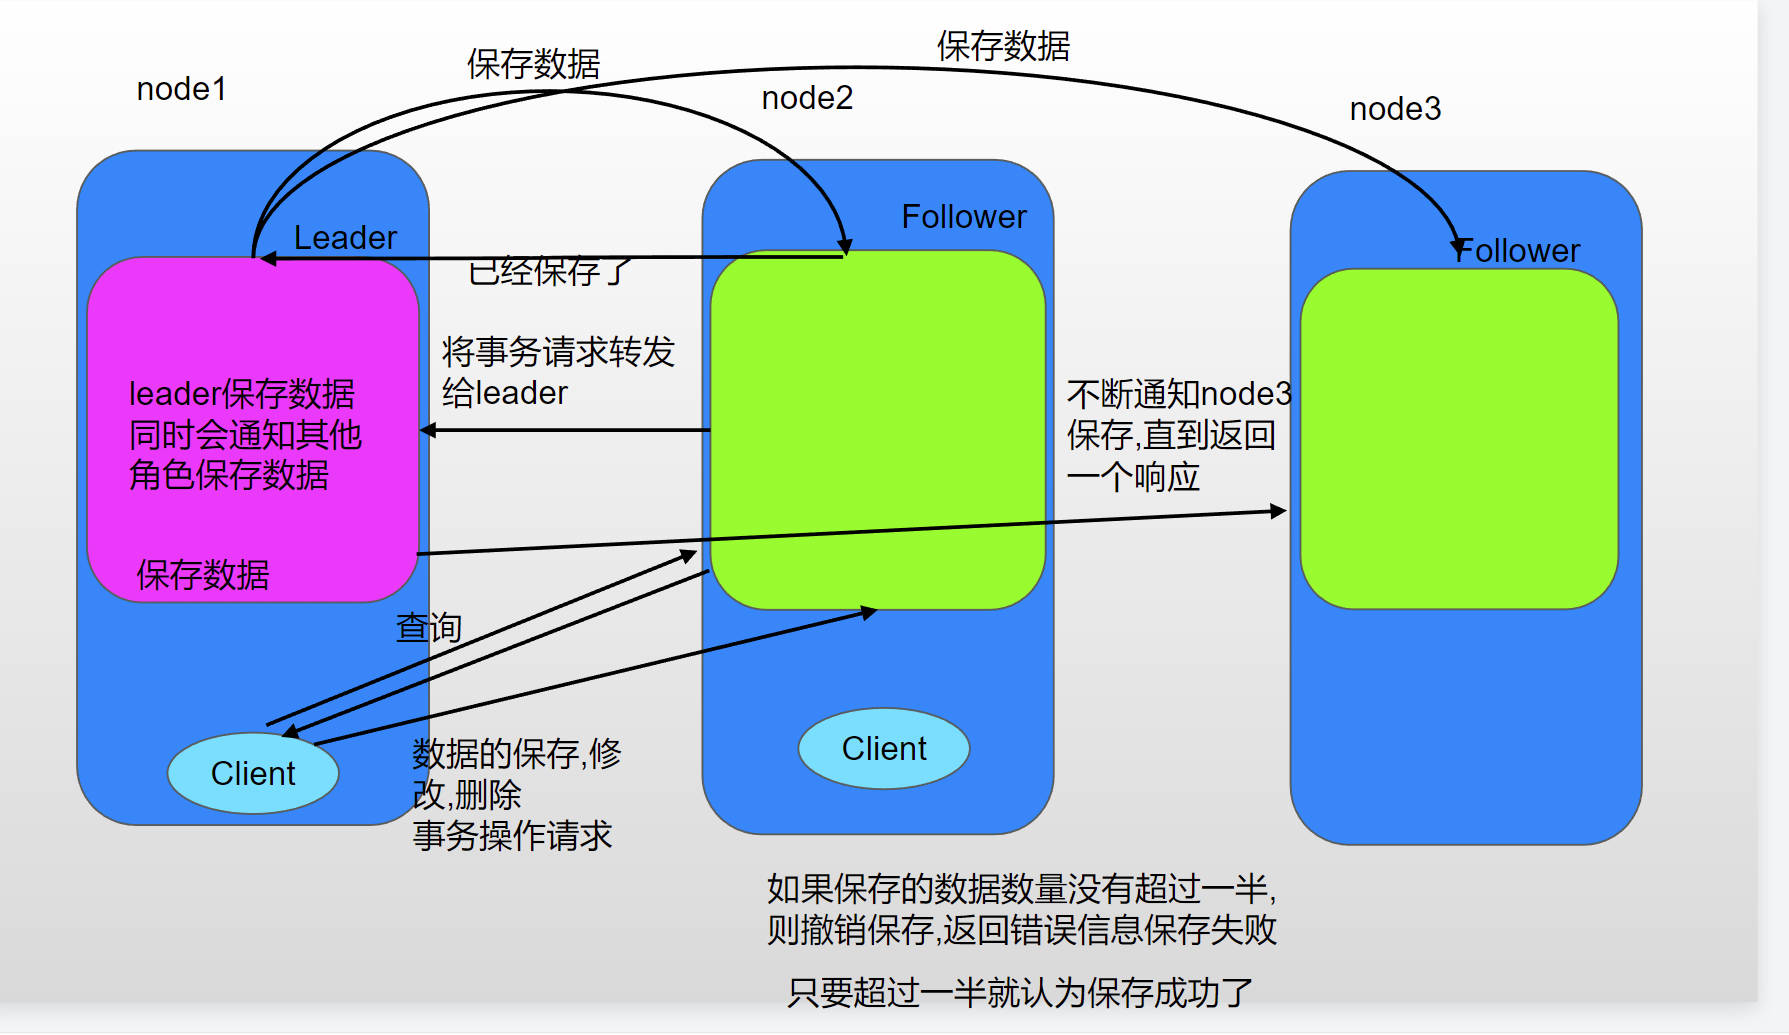 保存数据
保存数据
node1
node2
node3
Leader
Follower
Follower
已经保存了
将事务请求转发
给leader
leader保存数据
同时会通知其他
角色保存数据
不断通知node3
保存,直到返回
一个响应
保存数据
查询
Client
Client
数据的保存,修
改,删除
事务操作请求
如果保存的数据数量没有超过一半,
则撤销保存,返回错误信息保存失败
只要超过一半就认为保存成功了